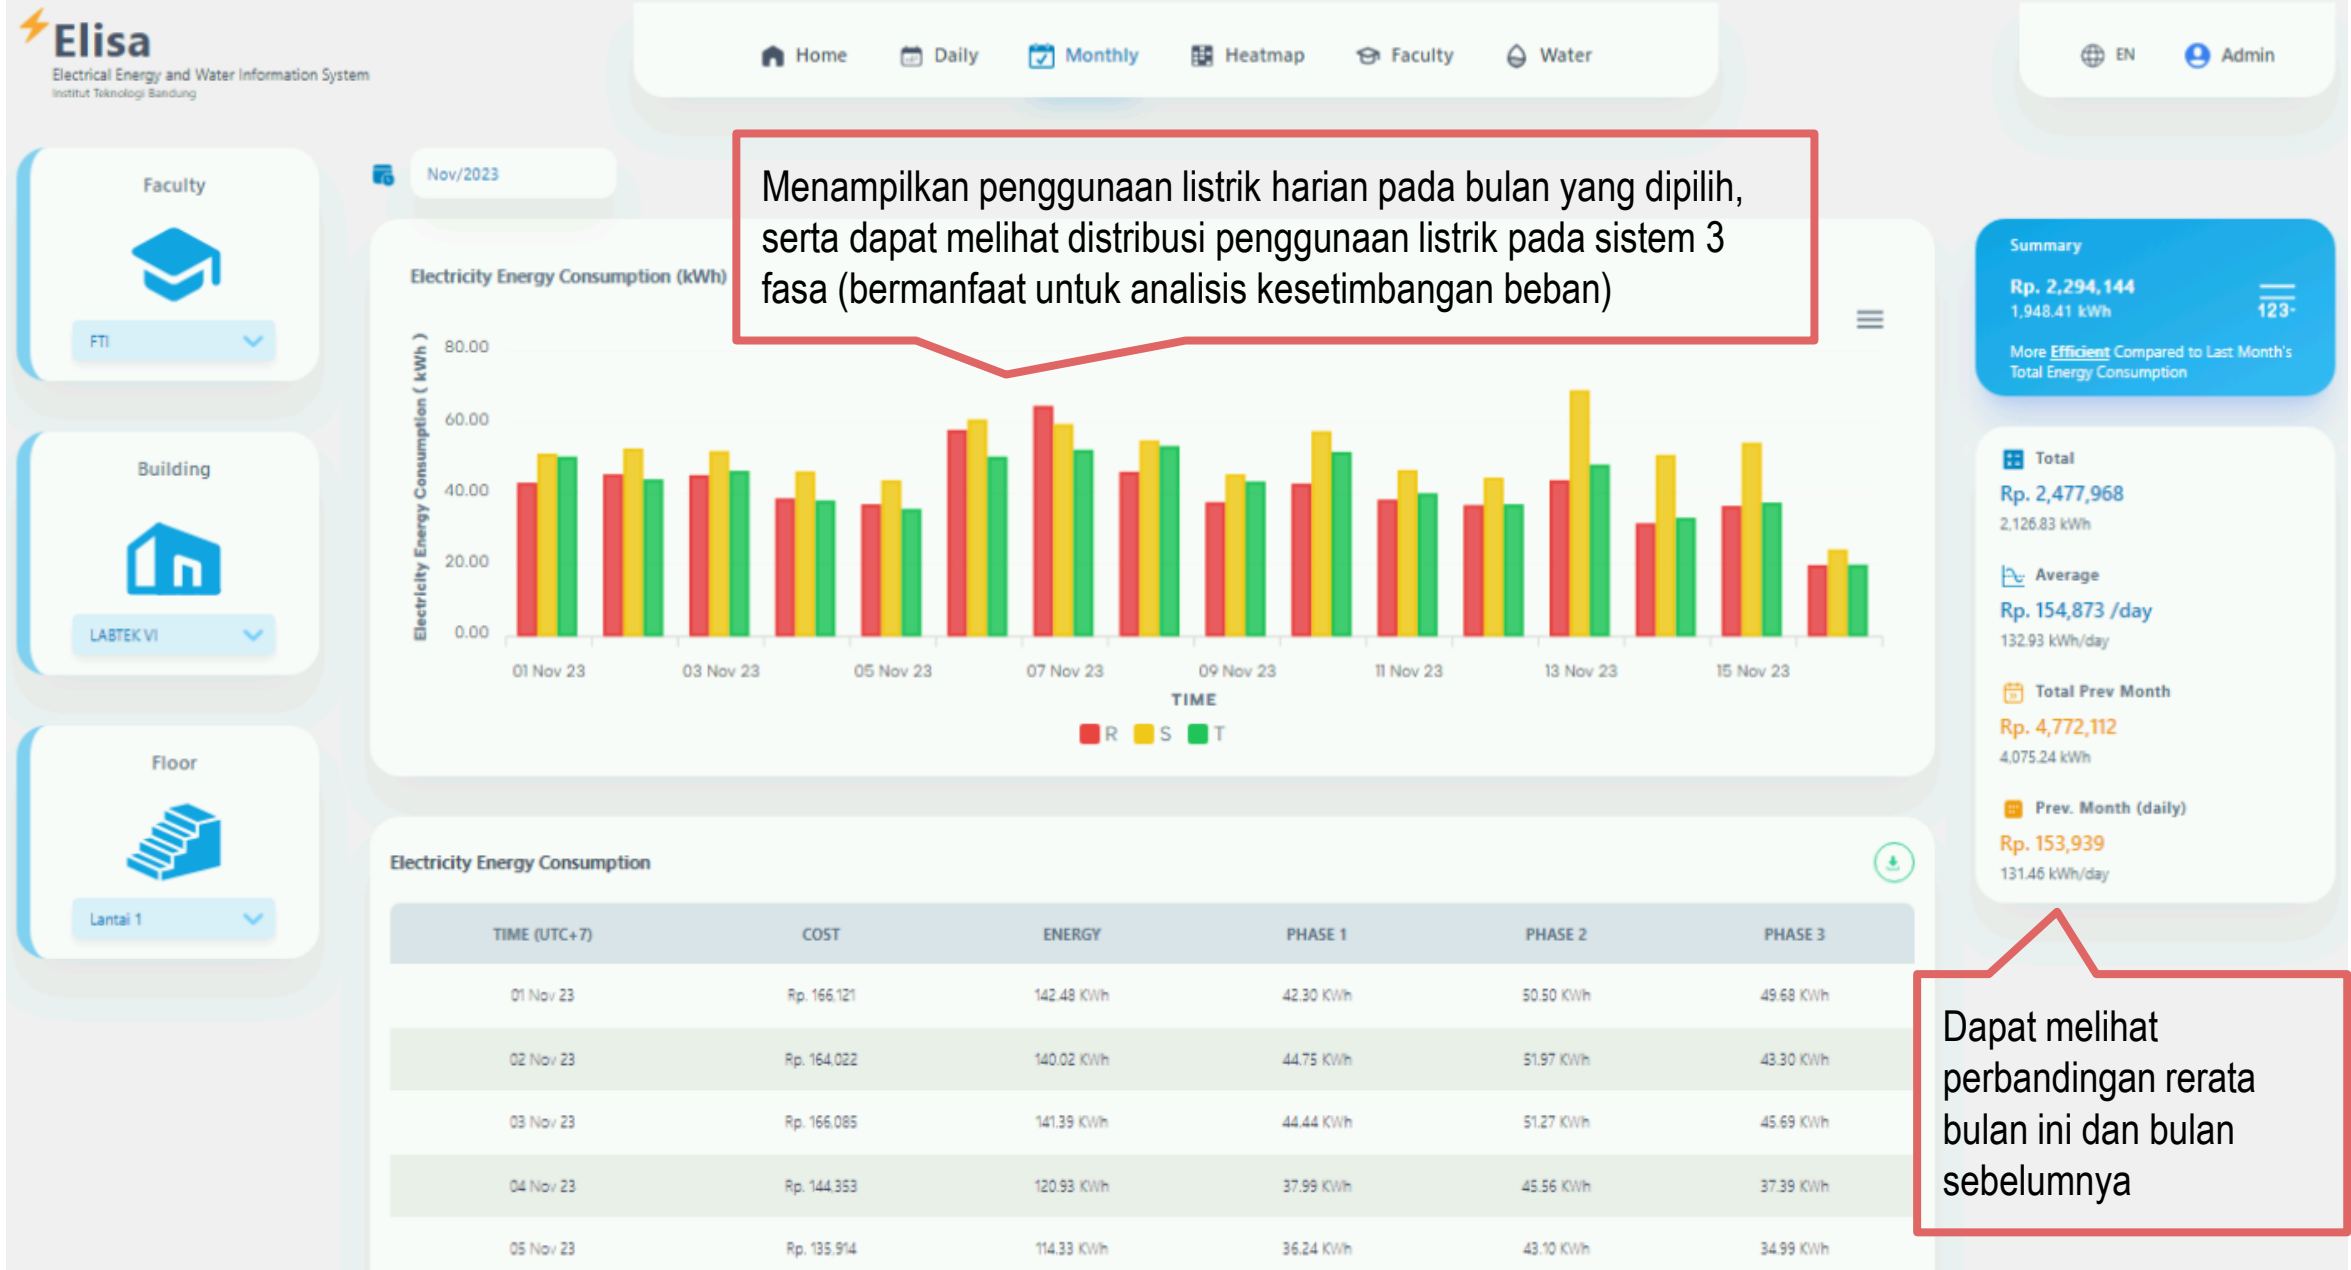 Elisa
Electrical Energy and Water Information System
Institut Teknologi Bandung
Home
Daily
Monthly
Heatmap
Faculty
Water
EN
Admin
Faculty
FTI
Building
LABTEK VI
Floor
Lantai 1
Nov/2023
Menampilkan penggunaan listrik harian pada bulan yang dipilih,
serta dapat melihat distribusi penggunaan listrik pada sistem 3
fasa (bermanfaat untuk analisis kesetimbangan beban)
Electricity Energy Consumption (kWh)
Electricity Energy Consumption ( kWh )
80.00
60.00
40.00
20.00
0.00
01 Nov 23
03 Nov 23
05 Nov 23
07 Nov 23
09 Nov 23
11 Nov 23
13 Nov 23
15 Nov 23
TIME
R
S
T
Summary
Rp. 2,294,144
1,948.41 kWh
123-
More Efficient Compared to Last Month's
Total Energy Consumption
Total
Rp. 2,477,968
2,126.83 kWh
Average
Rp. 154,873 /day
132.93 kWh/day
Total Prev Month
Rp. 4,772,112
4,075.24 kWh
Prev. Month (daily)
Rp. 153,939
131.46 kWh/day
Dapat melihat
perbandingan rerata
bulan ini dan bulan
sebelumnya
Electricity Energy Consumption
TIME (UTC+7) COST ENERGY PHASE 1 PHASE 2 PHASE 3
01 Nov 23 Rp. 166,121 142.48 KWh 42.30 KWh 50.50 KWh 49.68 KWh
02 Nov 23 Rp. 164,022 140.02 KWh 44.75 KWh 51.97 KWh 43.30 KWh
03 Nov 23 Rp. 166,085 141.39 KWh 44.44 KWh 51.27 KWh 45.69 KWh
04 Nov 23 Rp. 144,353 120.93 KWh 37.99 KWh 45.56 KWh 37.39 KWh
05 Nov 23 Rp. 135,914 114.33 KWh 36.24 KWh 43.10 KWh 34.99 KWh